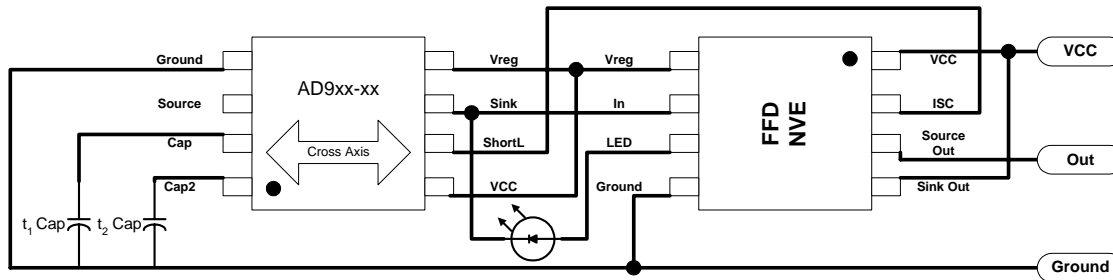 Ground
Source
Cap
Cap2
t1 Cap
t2 Cap
AD9xx-xx
Cross Axis
Vreg
Sink
ShortL
VCC
Vreg
In
LED
Ground
FFD
NVE
VCC
ISC
Source
Out
Sink Out
VCC
Out
Ground